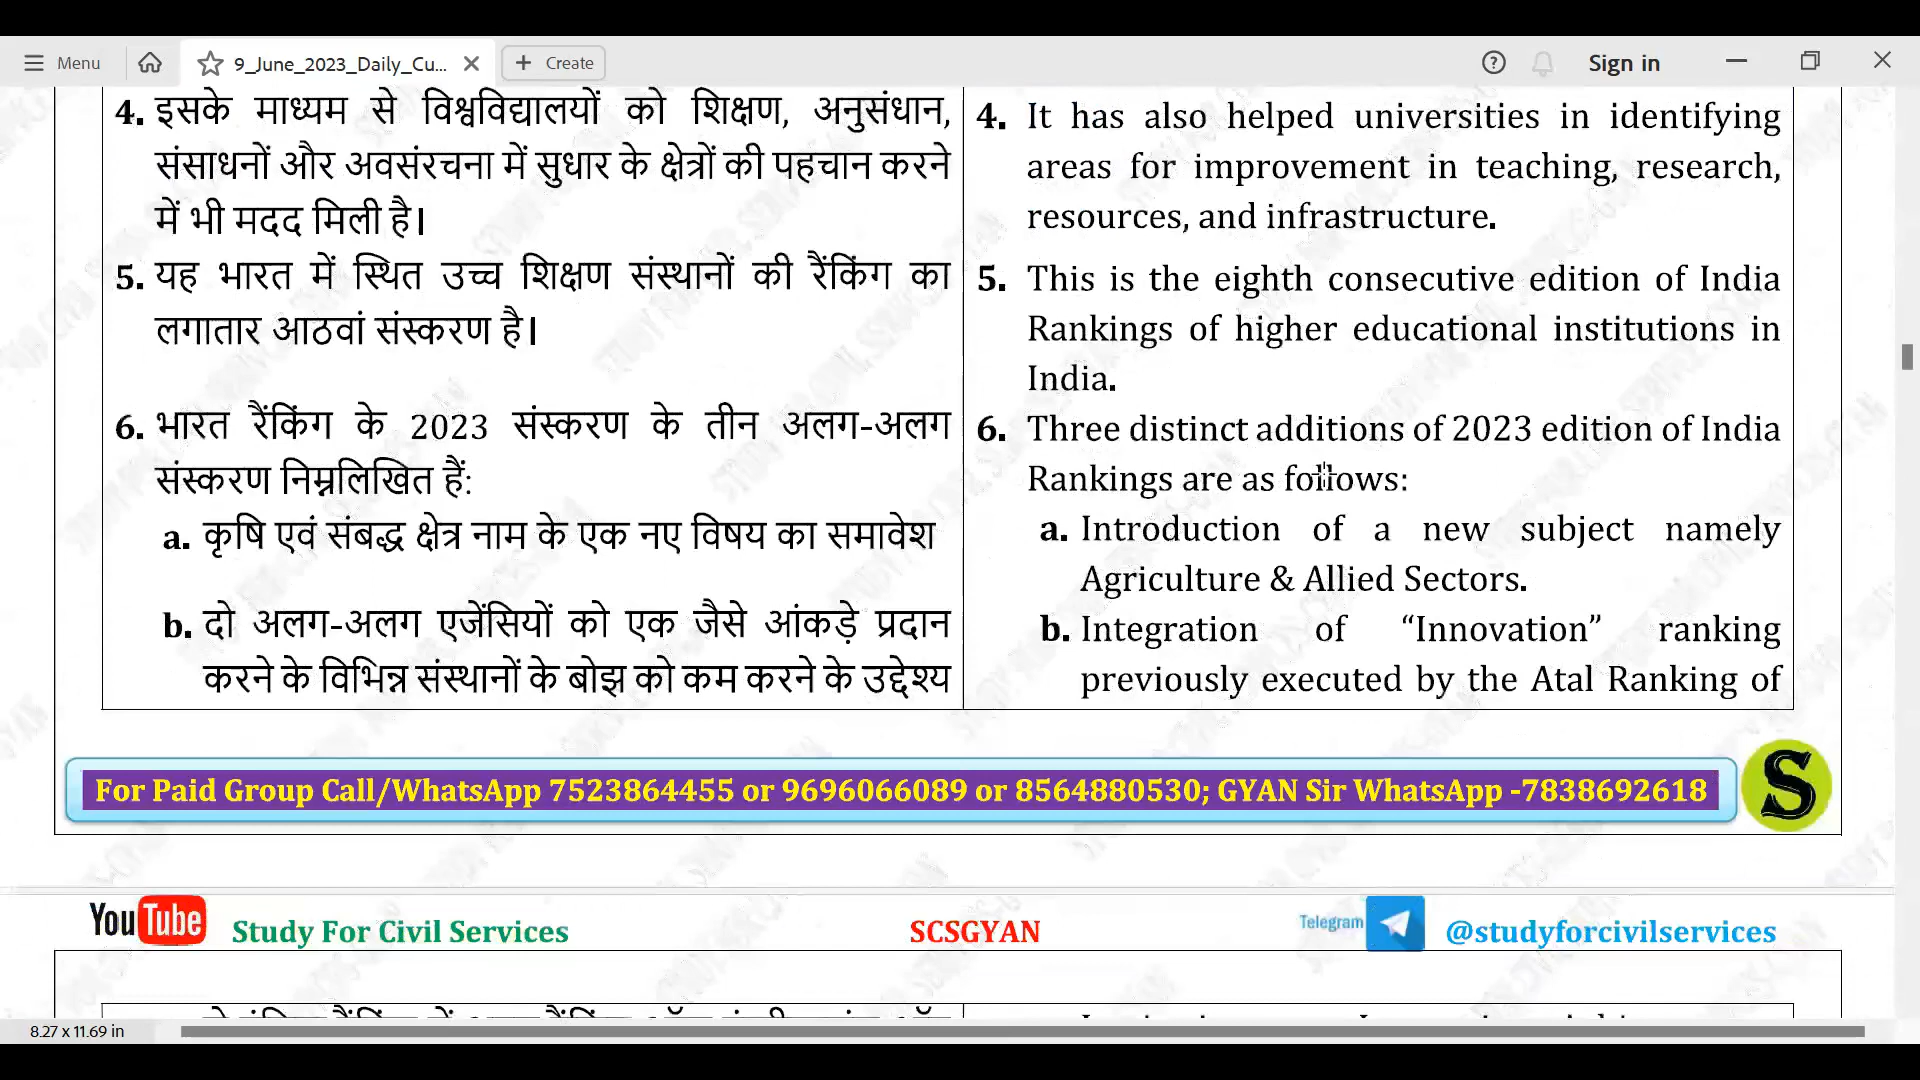 Menu
9_June_2023_Daily_Cu...
Create
Sign in
4. इसके माध्यम से विश्वविद्यालयों को शिक्षण, अनुसंधान,
संसाधनों और अवसंरचना में सुधार के क्षेत्रों की पहचान करने
में भी मदद मिली है।
5. यह भारत में स्थित उच्च शिक्षण संस्थानों की रैंकिंग का
लगातार आठवां संस्करण है।
6. भारत रैंकिंग के 2023 संस्करण के तीन अलग-अलग
संस्करण निम्नलिखित हैं:
a. कृषि एवं संबद्ध क्षेत्र नाम के एक नए विषय का समावेश
b. दो अलग-अलग एजेंसियों को एक जैसे आंकड़े प्रदान
करने के विभिन्न संस्थानों के बोझ को कम करने के उद्देश्य
4. It has also helped universities in identifying
areas for improvement in teaching, research,
resources, and infrastructure.
5. This is the eighth consecutive edition of India
Rankings of higher educational institutions in
India.
6. Three distinct additions of 2023 edition of India
Rankings are as follows:
a. Introduction of a new subject namely
Agriculture & Allied Sectors.
b. Integration of “Innovation” ranking
previously executed by the Atal Ranking of
For Paid Group Call/WhatsApp 7523864455 or 9696066089 or 8564880530; GYAN Sir WhatsApp -7838692618
S
YouTube Study For Civil Services SCSGYAN Telegram @studyforcivilservices
8.27 x 11.69 in